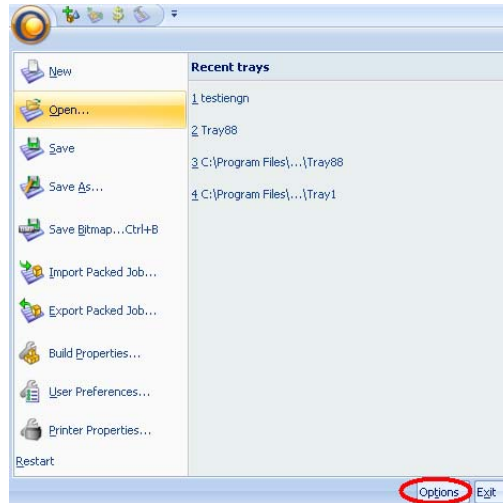 New
Open...
Save
Save As...
Save Bitmap...Ctrl+B
Import Packed Job...
Export Packed Job...
Build Properties...
User Preferences...
Printer Properties...
Restart
Recent trays
1 testiengn
2 Tray88
3 C:\Program Files\...\Tray88
4 C:\Program Files\...\Tray1
Options Exit